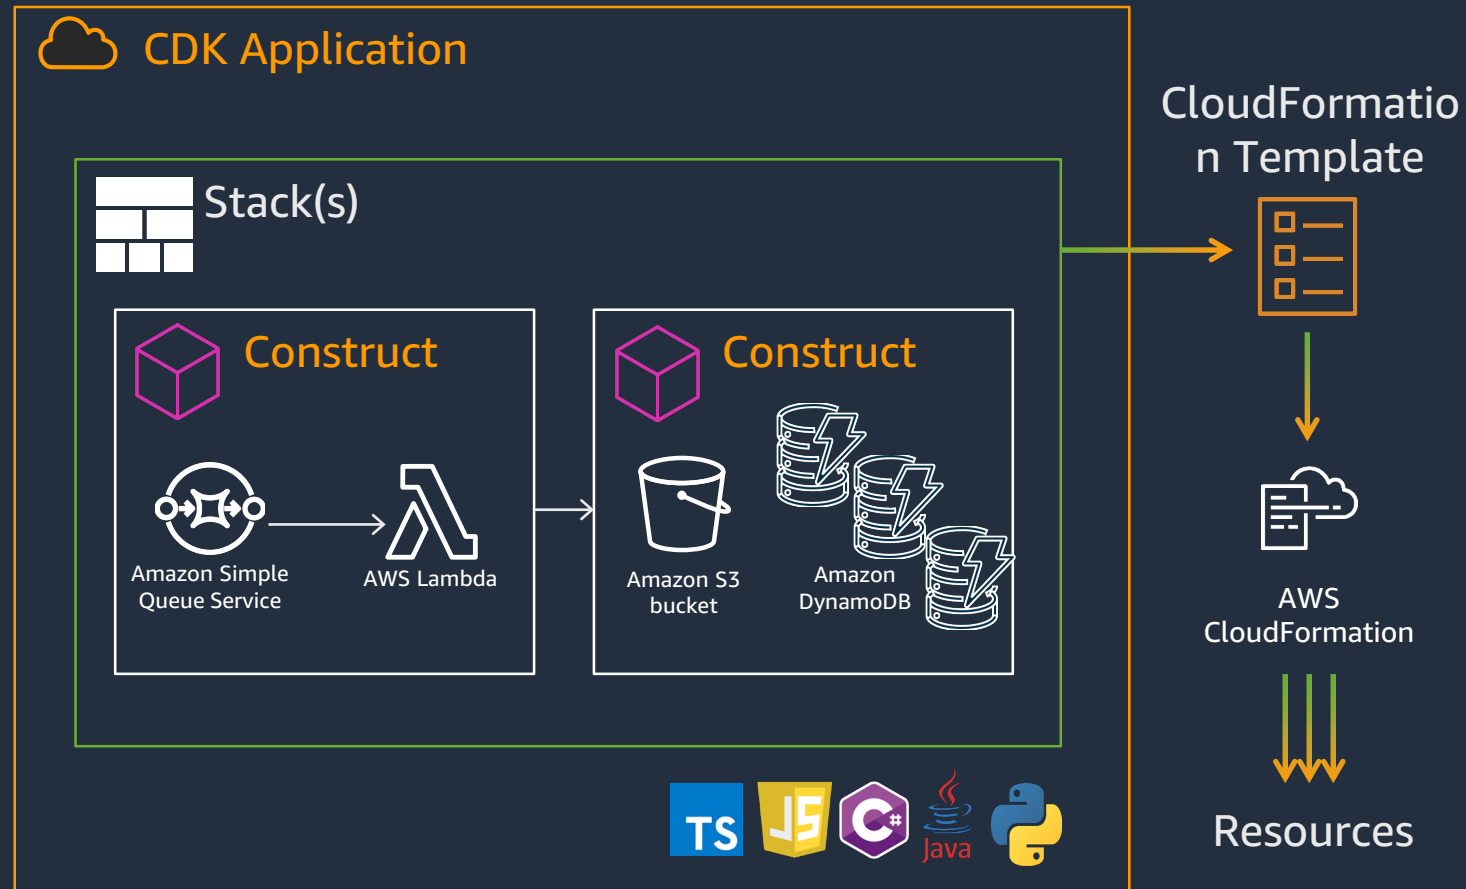 CDK Application
CloudFormatio
n Template
Stack(s)
Construct
Construct
Amazon Simple
Queue Service
AWS Lambda
Amazon S3
bucket
Amazon
DynamoDB
AWS
CloudFormation
TS
JS
C#
Java
Resources